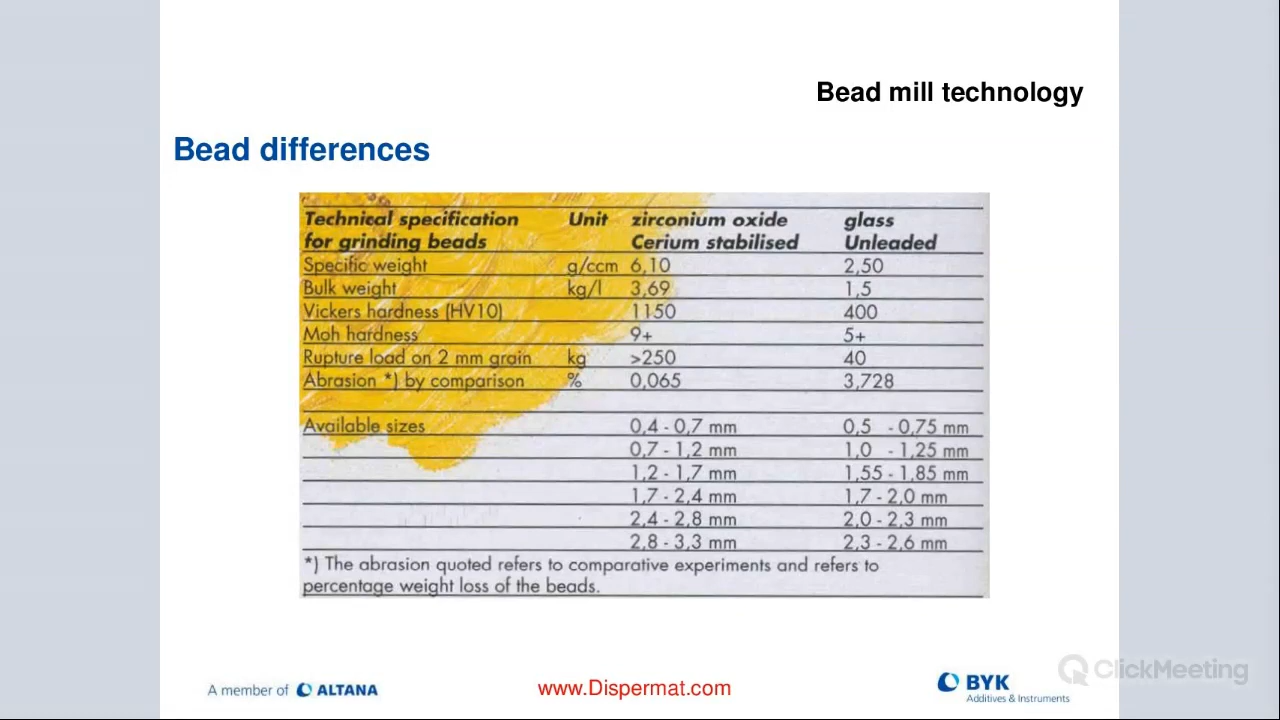 Bead mill technology
Bead differences
Technical specification Unit zirconium oxide glass
for grinding beads Cerium stabilised Unleaded
Specific weight g/ccm 6,10 2,50
Bulk weight kg/l 3,69 1,5
Vickers hardness (HV10) 1150 400
Moh hardness 9+ 5+
Rupture load on 2 mm grain kg >250 40
Abrasion *) by comparison % 0,065 3,728
Available sizes 0,4 - 0,7 mm 0,5 - 0,75 mm
0,7 - 1,2 mm 1,0 - 1,25 mm
1,2 - 1,7 mm 1,55 - 1,85 mm
1,7 - 2,4 mm 1,7 - 2,0 mm
2,4 - 2,8 mm 2,0 - 2,3 mm
2,8 - 3,3 mm 2,3 - 2,6 mm
*) The abrasion quoted refers to comparative experiments and refers to
percentage weight loss of the beads.
ClickMeeting
A member of ALTANA
www.Dispermat.com
BYK
Additives & Instruments